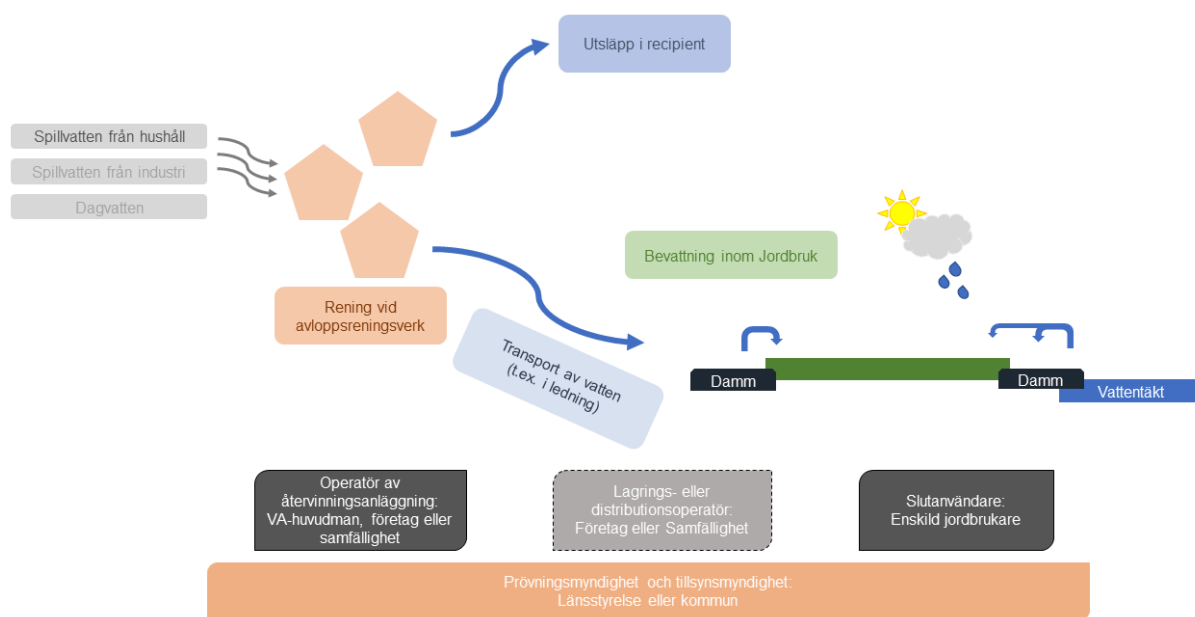 Utsläpp i recipient
Spillvatten från hushåll
Spillvatten från industri
Dagvatten
Bevattning inom Jordbruk
Rening vid
avloppsreningsverk
Transport av vatten
(t.ex. i ledning)
Damm
Damm
Vattentäkt
Operatör av
återvinningsanläggning:
VA-huvudman, företag eller
samfällighet
Lagrings- eller
distributionsoperatör:
Företag eller Samfällighet
Slutanvändare:
Enskild jordbrukare
Prövningsmyndighet och tillsynsmyndighet:
Länsstyrelse eller kommun